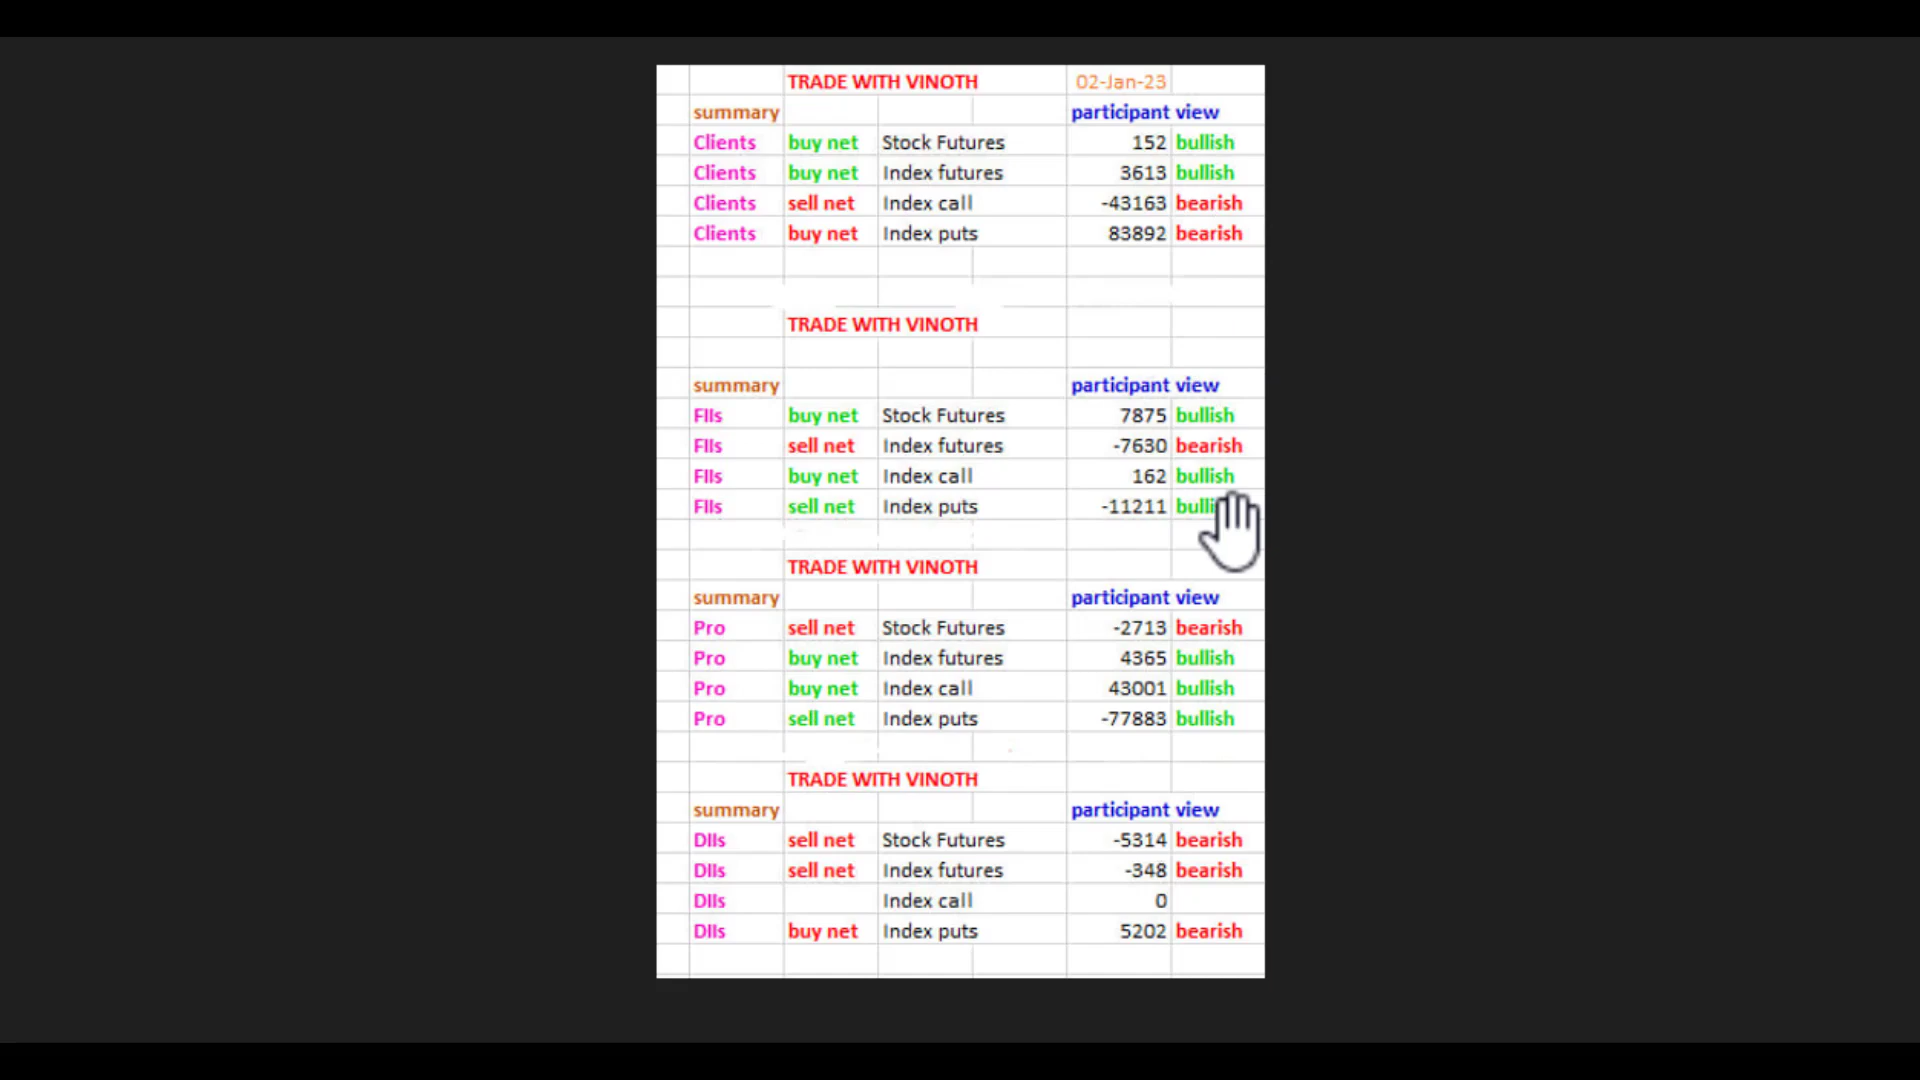 TRADE WITH VINOTH 02-Jan-23
summary participant view
Clients buy net Stock Futures 152 bullish
Clients buy net Index futures 3613 bullish
Clients sell net Index call -43163 bearish
Clients buy net Index puts 83892 bearish
TRADE WITH VINOTH
summary participant view
FIIs buy net Stock Futures 7875 bullish
FIIs sell net Index futures -7630 bearish
FIIs buy net Index call 162 bullish
FIIs sell net Index puts -11211
TRADE WITH VINOTH
summary participant view
Pro sell net Stock Futures -2713 bearish
Pro buy net Index futures 4365 bullish
Pro buy net Index call 43001 bullish
Pro sell net Index puts -77883 bullish
TRADE WITH VINOTH
summary participant view
DIIs sell net Stock Futures -5314 bearish
DIIs sell net Index futures -348 bearish
DIIs Index call 0
DIIs buy net Index puts 5202 bearish